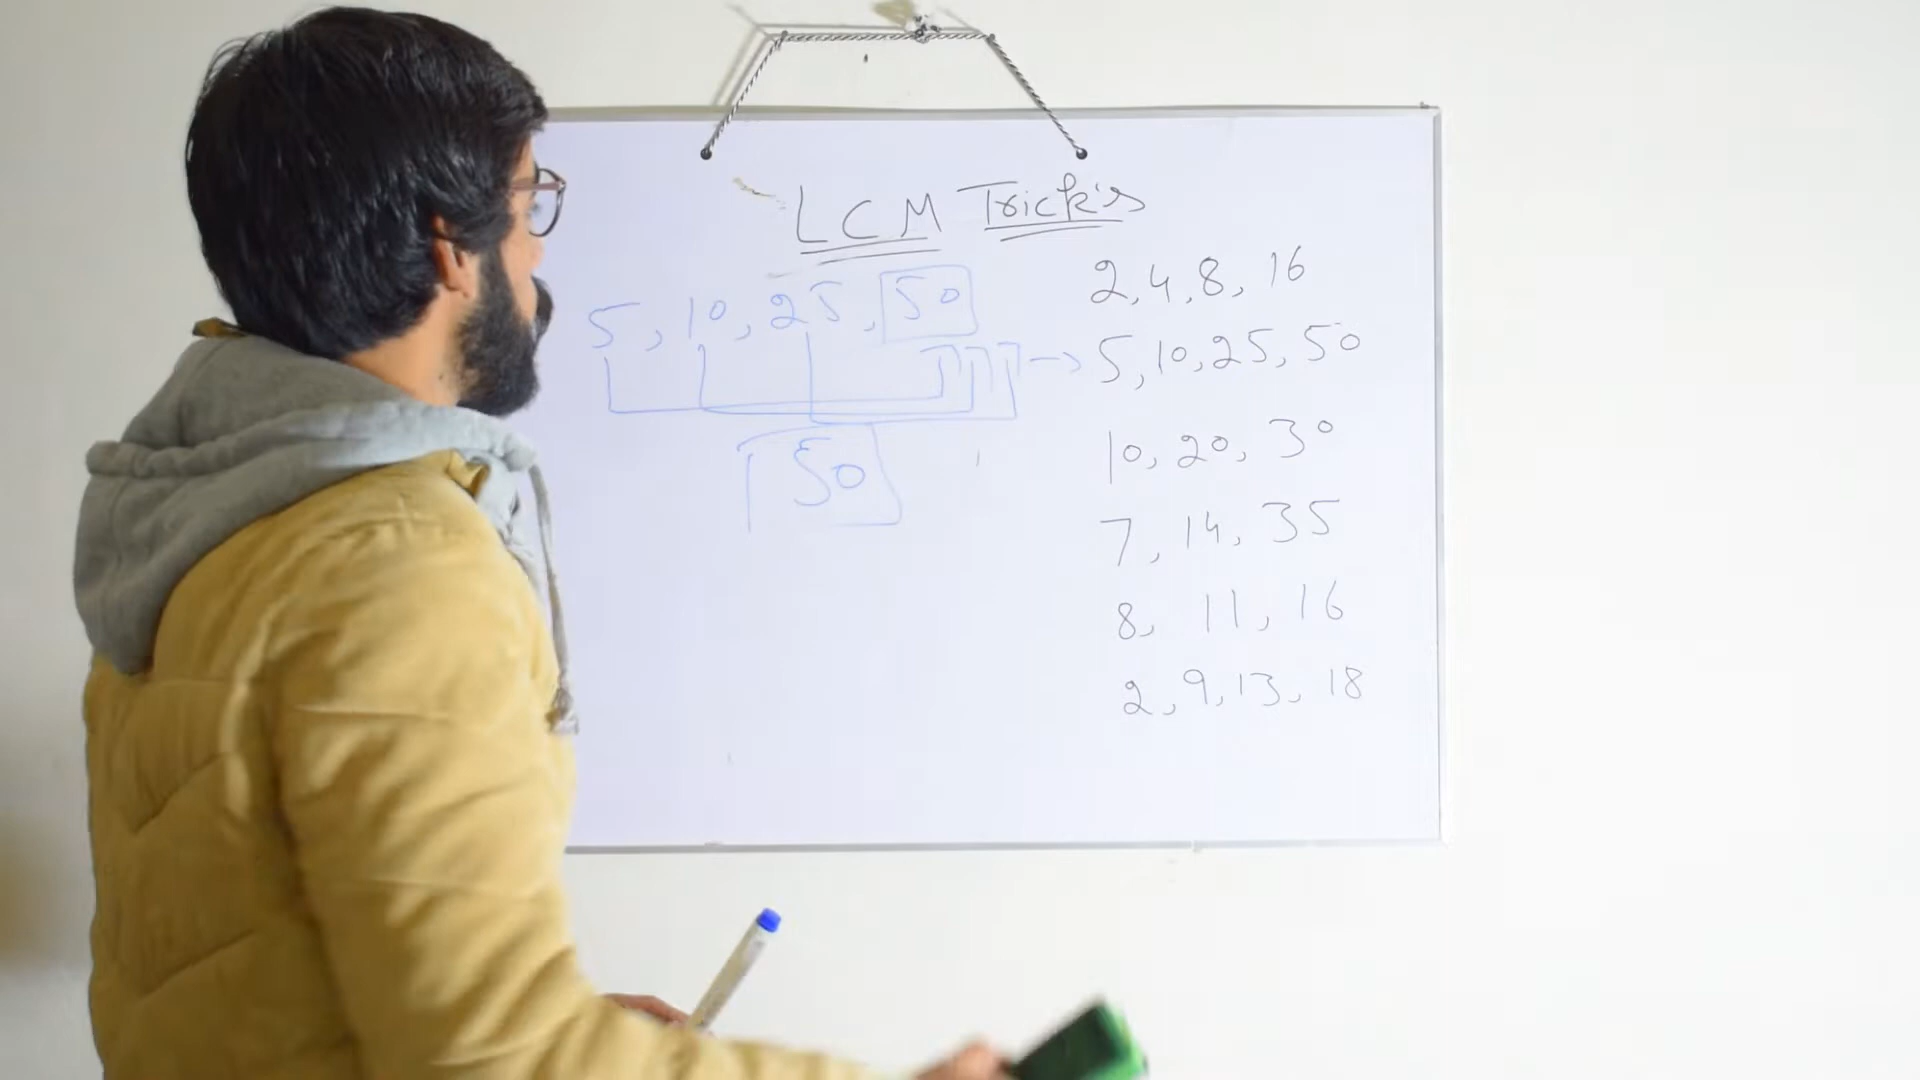 LCM Trick's
5, 10, 25, 50
50
2, 4, 8, 16
5, 10, 25, 50
10, 20, 30
7, 14, 35
8, 11, 16
2, 9, 13, 18